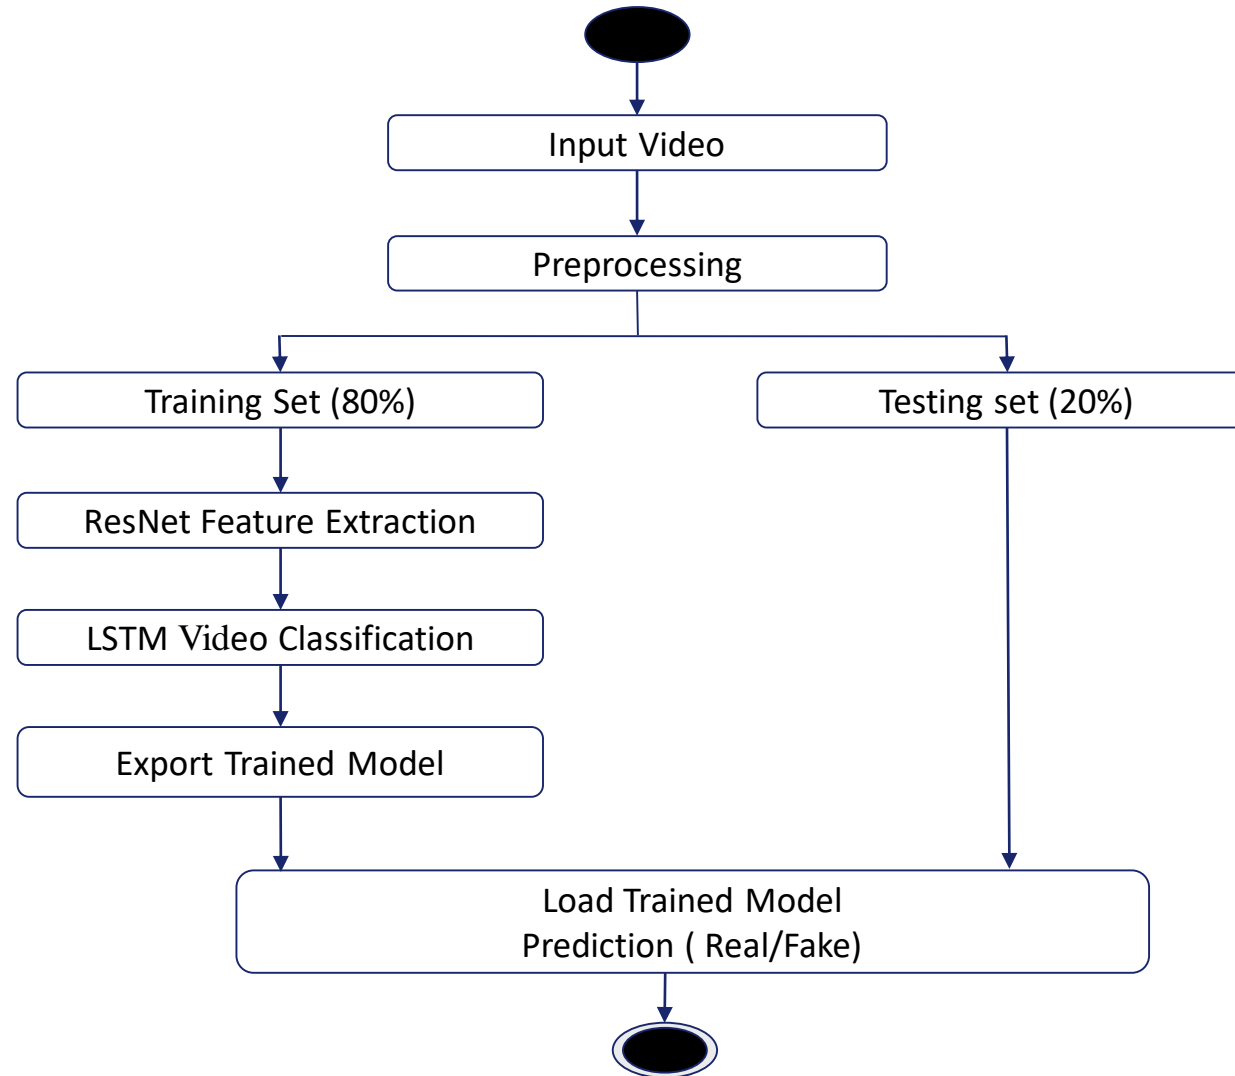 Input Video
Preprocessing
Training Set (80%)
Testing set (20%)
ResNet Feature Extraction
LSTM Video Classification
Export Trained Model
Load Trained Model
Prediction ( Real/Fake)